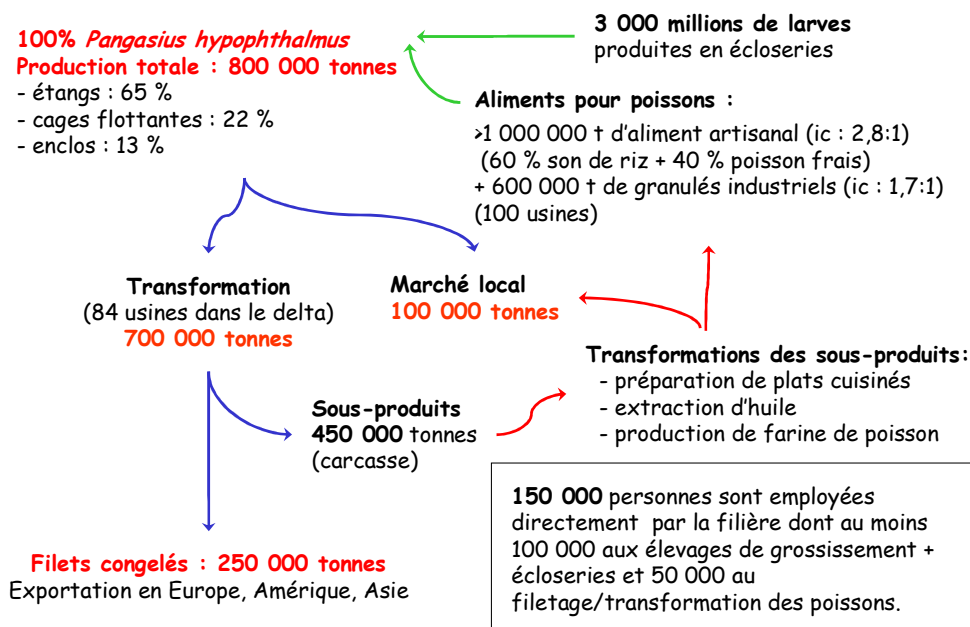 3 000 millions de larves
produites en écloseries
100% Pangasius hypophthalmus
Production totale : 800 000 tonnes
- étangs : 65 %
- cages flottantes : 22 %
- enclos : 13 %
Aliments pour poissons :
>1 000 000 t d'aliment artisanal (ic : 2,8:1)
(60 % son de riz + 40 % poisson frais)
+ 600 000 t de granulés industriels (ic : 1,7:1)
(100 usines)
Transformation
(84 usines dans le delta)
700 000 tonnes
Marché local
100 000 tonnes
Transformations des sous-produits:
- préparation de plats cuisinés
- extraction d'huile
- production de farine de poisson
Sous-produits
450 000 tonnes
(carcasse)
150 000 personnes sont employées
directement par la filière dont au moins
100 000 aux élevages de grossissement +
écloseries et 50 000 au
filetage/transformation des poissons.
Filets congelés : 250 000 tonnes
Exportation en Europe, Amérique, Asie